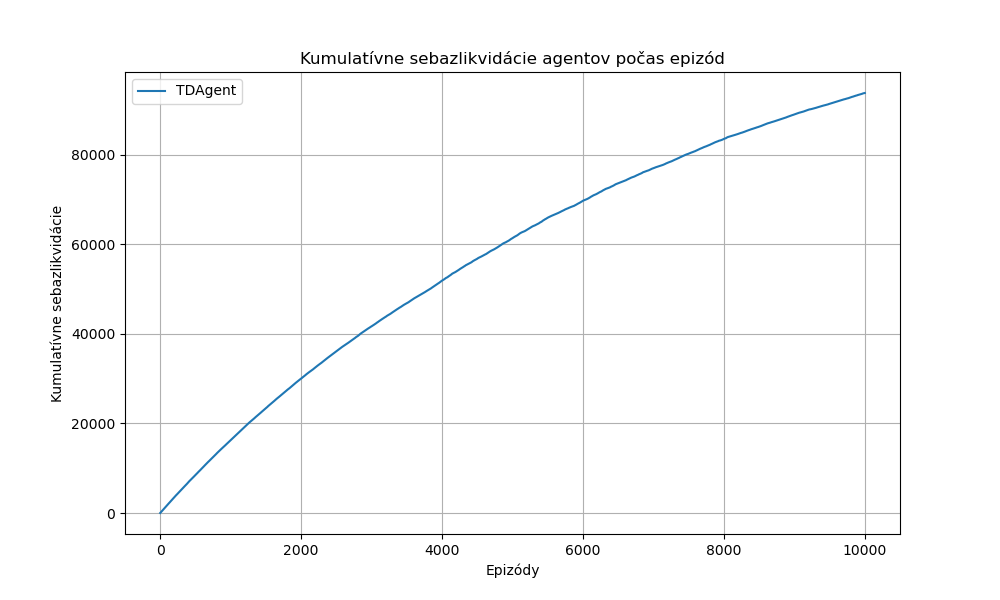 Kumulatívne sebazlikvidácie agentov počas epizód
TDAgent
Kumulatívne sebazlikvidácie
80000
60000
40000
20000
0
0 2000 4000 6000 8000 10000
Epizódy